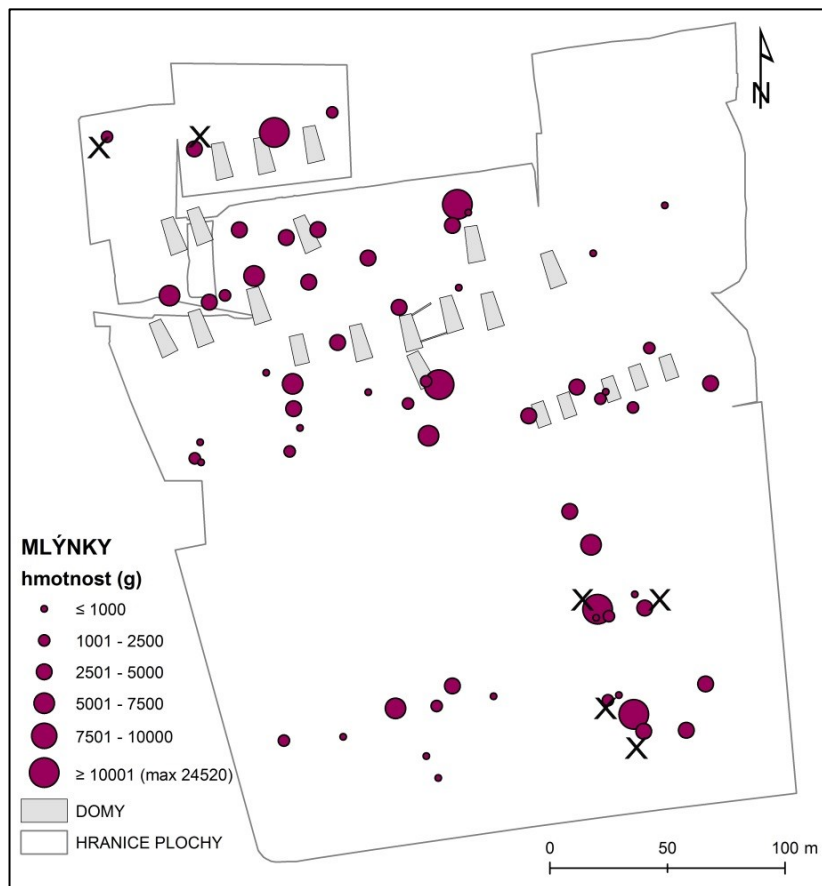 N
X
X
X
X
X
X
MLÝNKY
hmotnost (g)
≤ 1000
1001 - 2500
2501 - 5000
5001 - 7500
7501 - 10000
≥ 10001 (max 24520)
DOMY
HRANICE PLOCHY
0 50 100 m